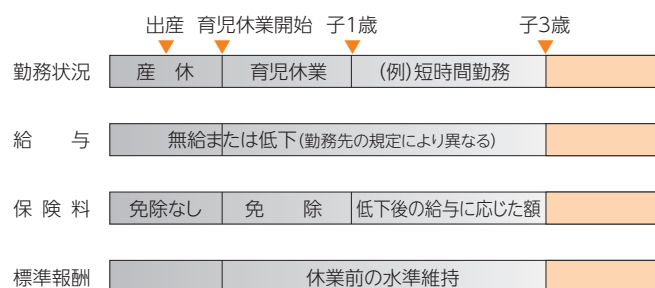 出産 育児休業開始 子1歳 子3歳
勤務状況 産 休 育児休業 (例)短時間勤務
給 与 無給または低下(勤務先の規定により異なる)
保 険 料 免除なし 免 除 低下後の給与に応じた額
標準報酬 休業前の水準維持